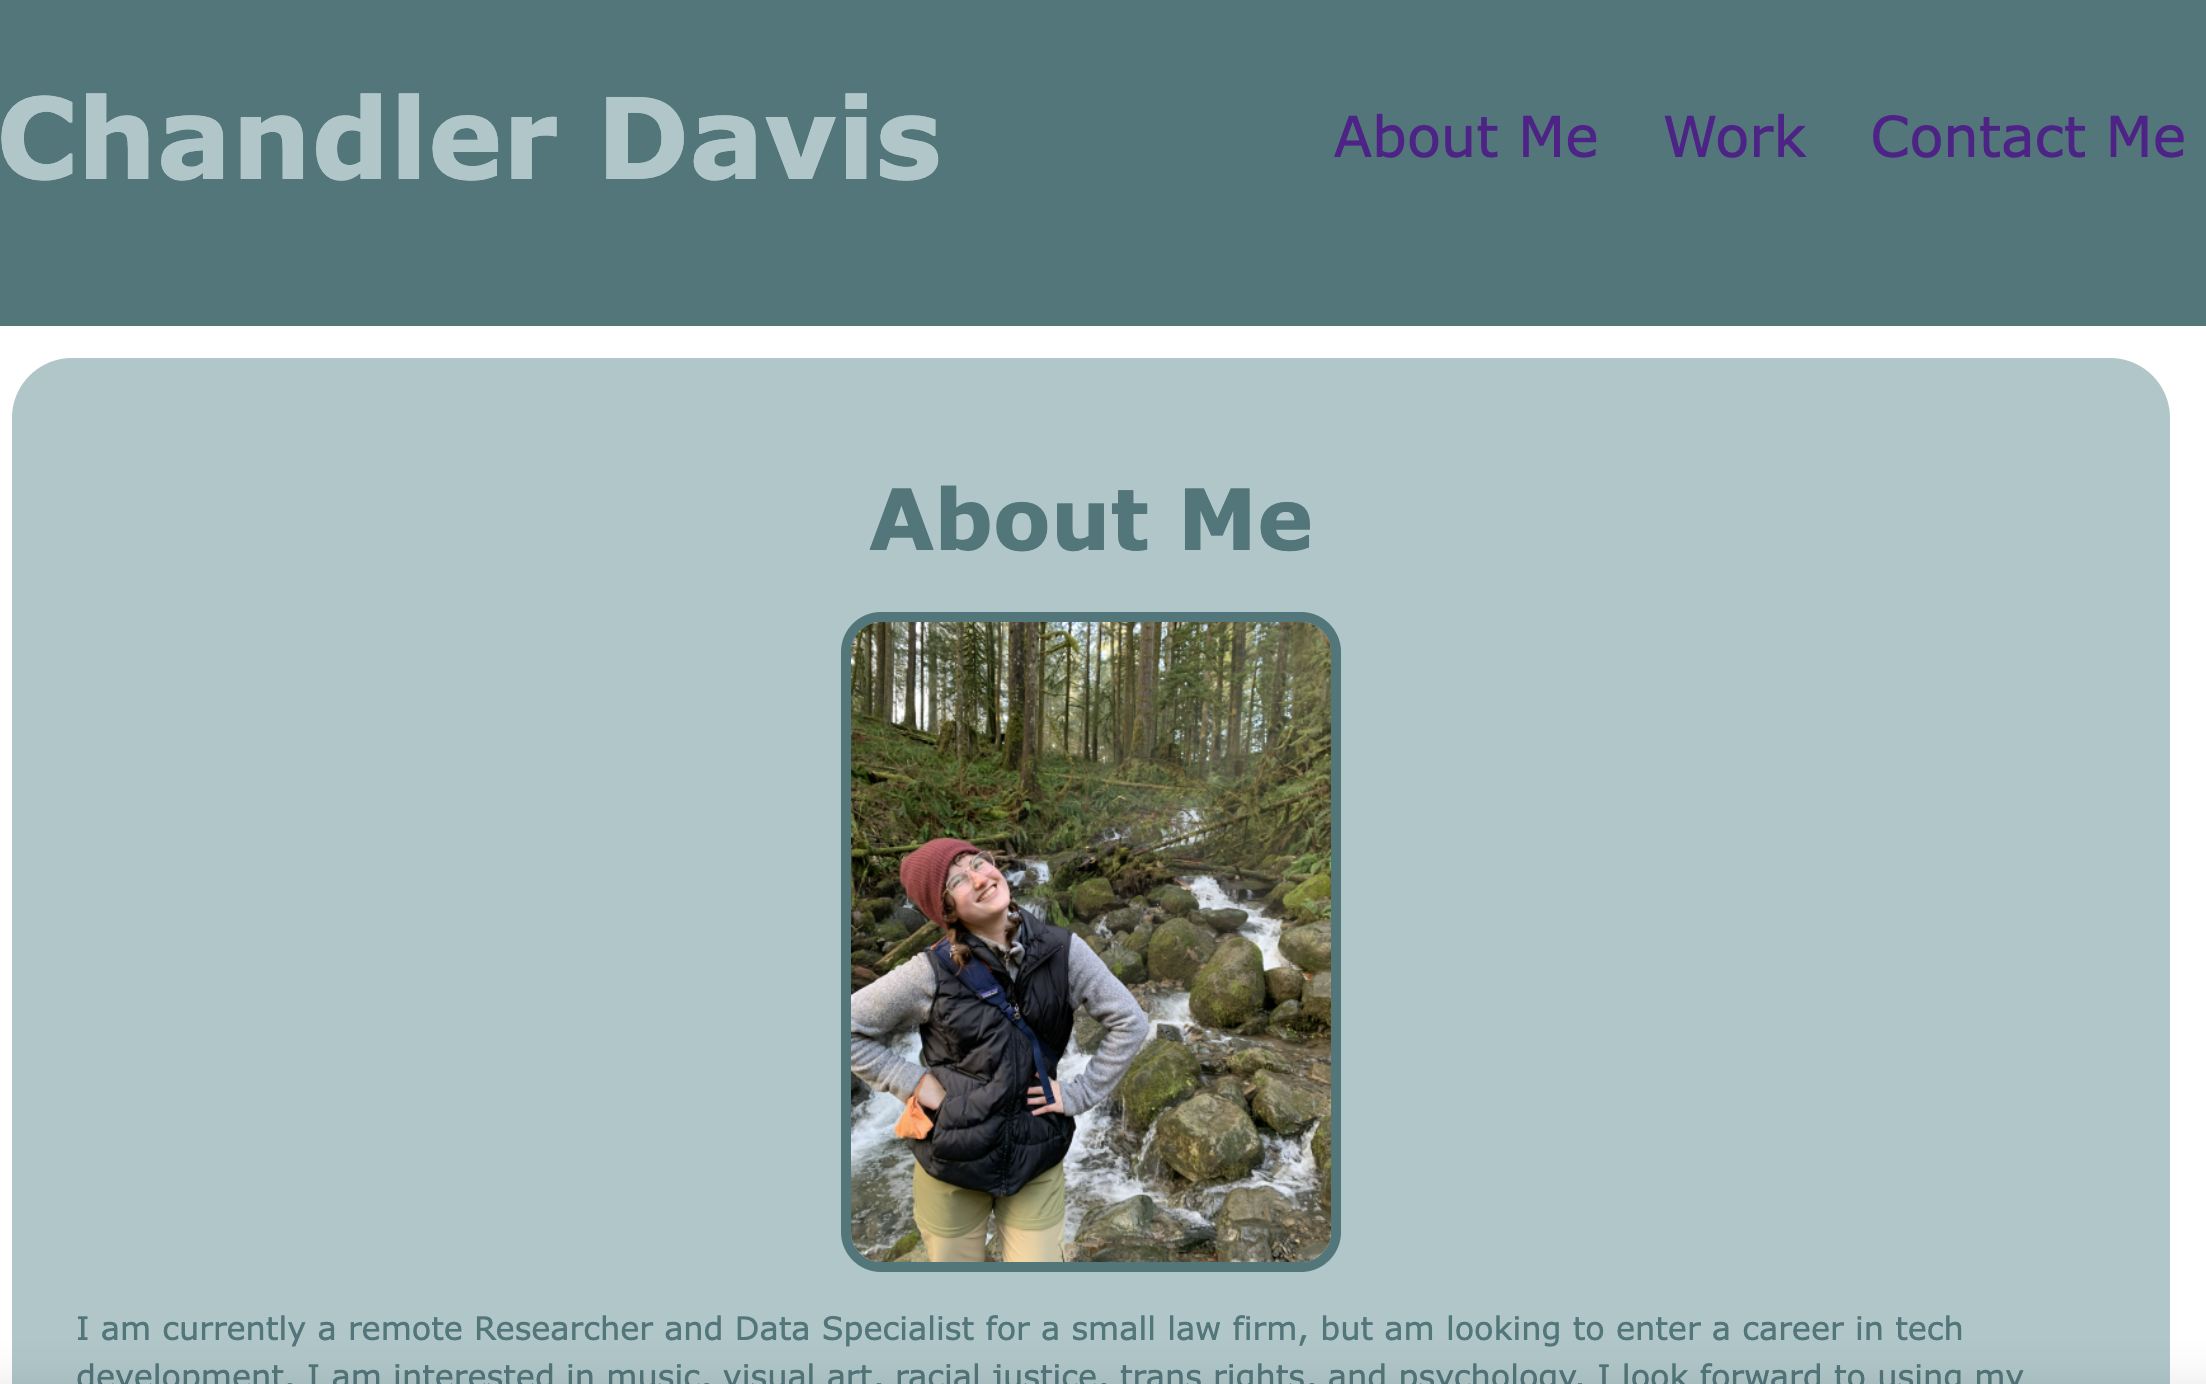 Chandler Davis
About Me Work Contact Me
About Me
I am currently a remote Researcher and Data Specialist for a small law firm, but am looking to enter a career in tech
development. I am interested in music, visual art, racial justice, trans rights, and psychology. I look forward to using my